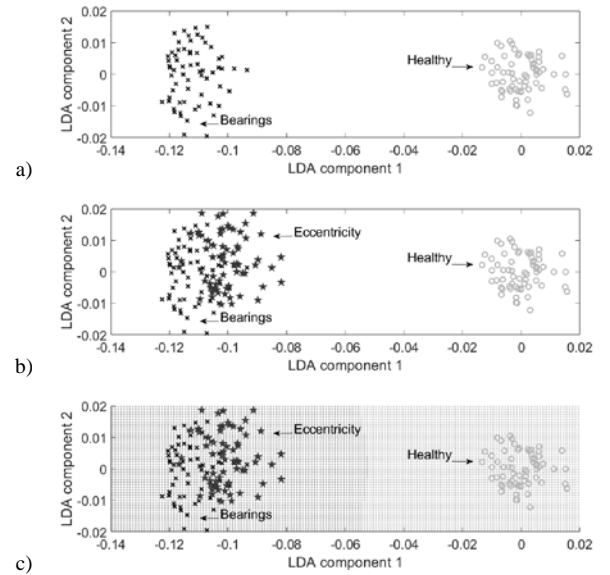 0.02
0.01
0
-0.01
-0.02
LDA component 2
Healthy
Bearings
-0.14 -0.12 -0.1 -0.08 -0.06 -0.04 -0.02 0 0.02
LDA component 1
a)
0.02
0.01
0
-0.01
-0.02
LDA component 2
Eccentricity
Healthy
Bearings
-0.14 -0.12 -0.1 -0.08 -0.06 -0.04 -0.02 0 0.02
LDA component 1
b)
0.02
0.01
0
-0.01
-0.02
LDA component 2
Eccentricity
Healthy
Bearings
-0.14 -0.12 -0.1 -0.08 -0.06 -0.04 -0.02 0 0.02
LDA component 1
c)